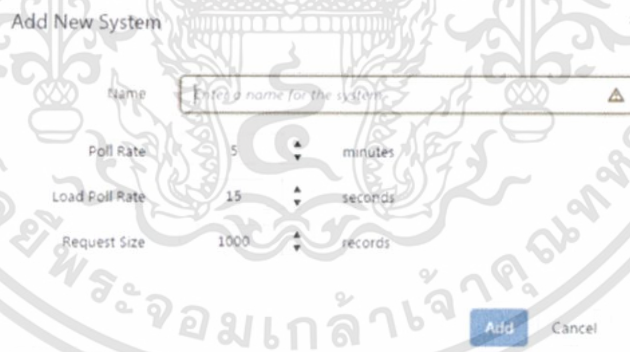 Add New System
Name Enter a name for the system
Poll Rate 5 minutes
Load Poll Rate 15 seconds
Request Size 1000 records
Add Cancel